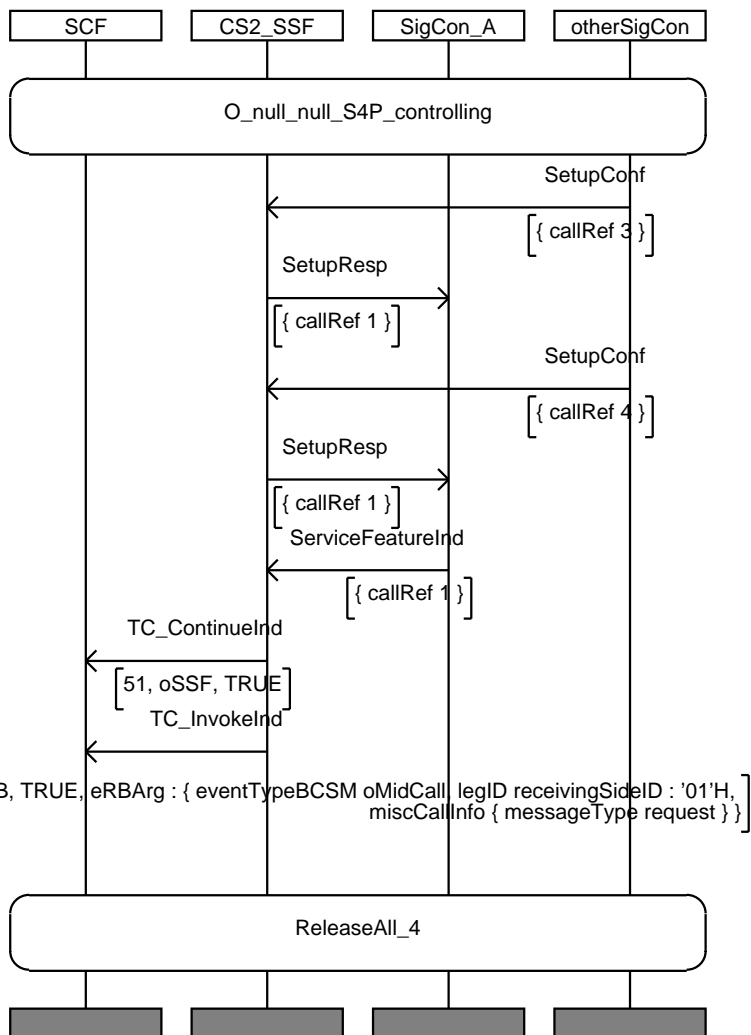 SCF CS2_SSF SigCon_A otherSigCon
O_null_null_S4P_controlling
SetupConf
{ callRef 3 }
SetupResp
{ callRef 1 }
SetupConf
{ callRef 4 }
SetupResp
{ callRef 1 }
ServiceFeatureInd
{ callRef 1 }
TC_ContinueInd
51, oSSF, TRUE
TC_InvokeInd
, TRUE, eRBArg : { eventTypeBCSM oMidCall, legID receivingSideID : '01'H,
miscCallInfo { messageType request } }
ReleaseAll_4